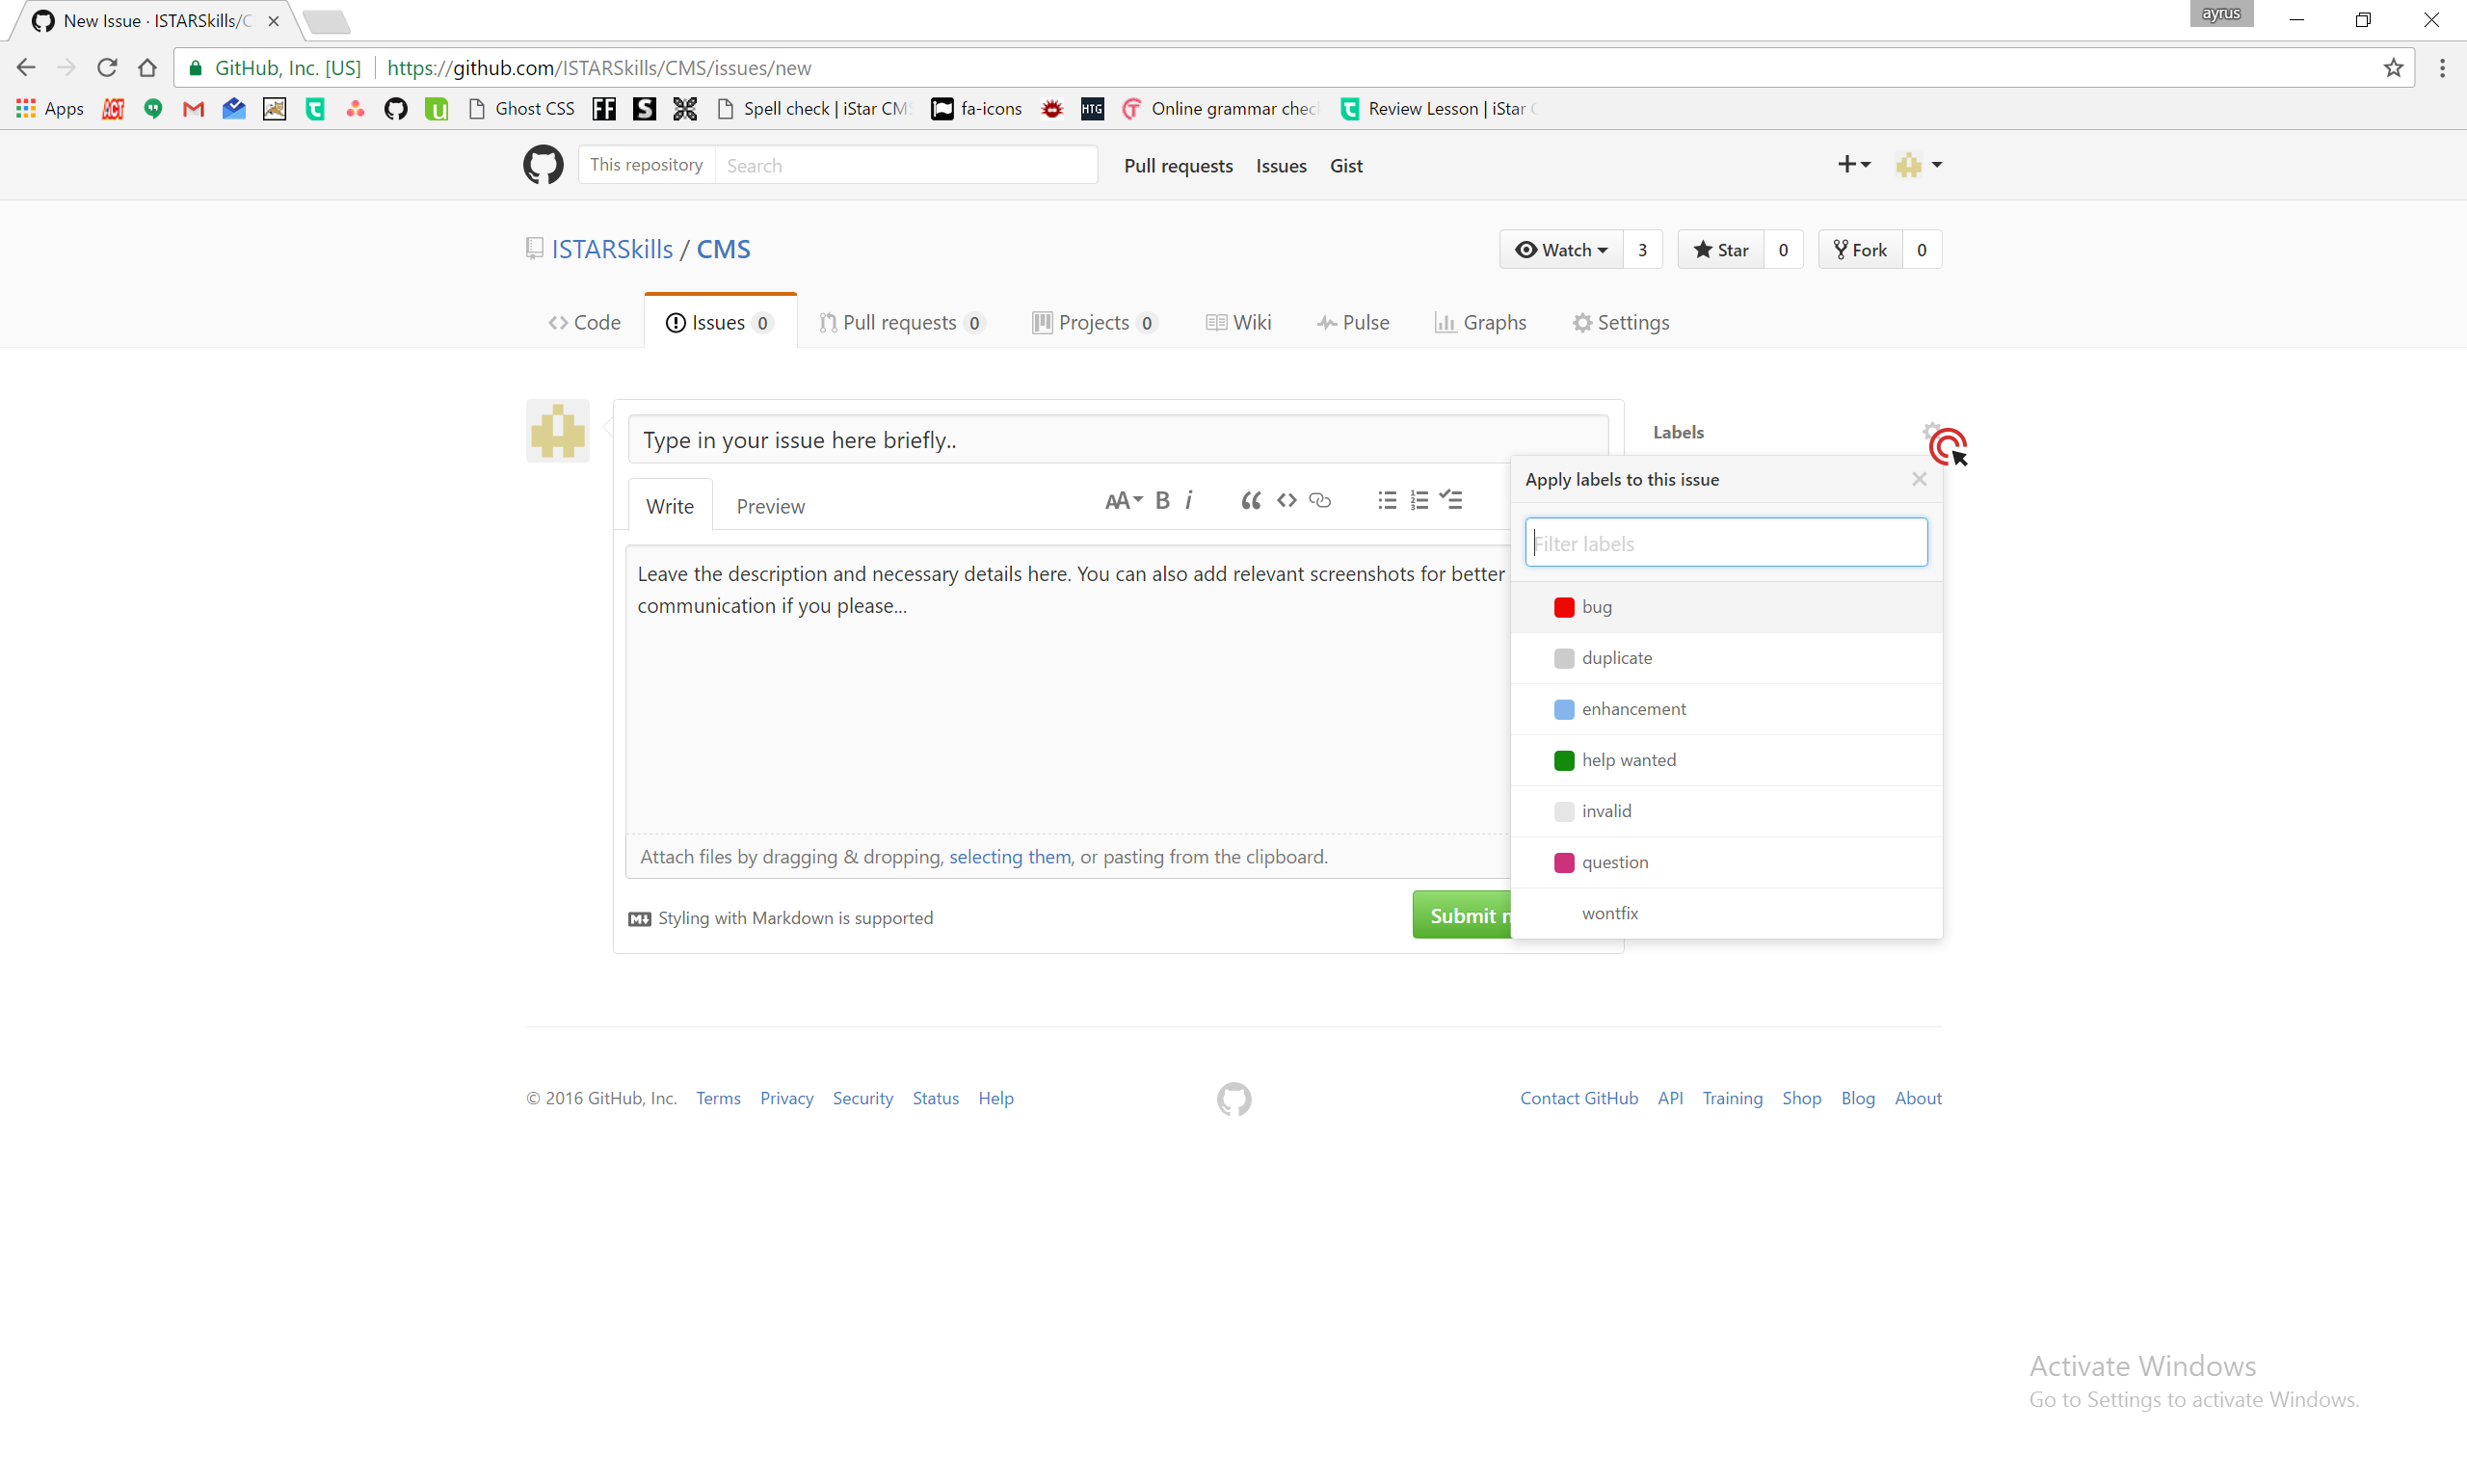 New Issue · ISTARSkills/C
ayrus
GitHub, Inc. [US] https://github.com/ISTARSkills/CMS/issues/new
Apps ACT Ghost CSS FF S Spell check | iStar CMS fa-icons HTG Online grammar chec Review Lesson | iStar C
This repository Search Pull requests Issues Gist
ISTARSkills / CMS Watch 3 Star 0 Fork 0
Code Issues 0 Pull requests 0 Projects 0 Wiki Pulse Graphs Settings
Type in your issue here briefly.. Labels
Write Preview AA B i
Apply labels to this issue
Filter labels
Leave the description and necessary details here. You can also add relevant screenshots for better
communication if you please...
bug
duplicate
enhancement
help wanted
invalid
question
wontfix
Attach files by dragging & dropping, selecting them, or pasting from the clipboard.
Styling with Markdown is supported Submit n
© 2016 GitHub, Inc. Terms Privacy Security Status Help Contact GitHub API Training Shop Blog About
Activate Windows
Go to Settings to activate Windows.